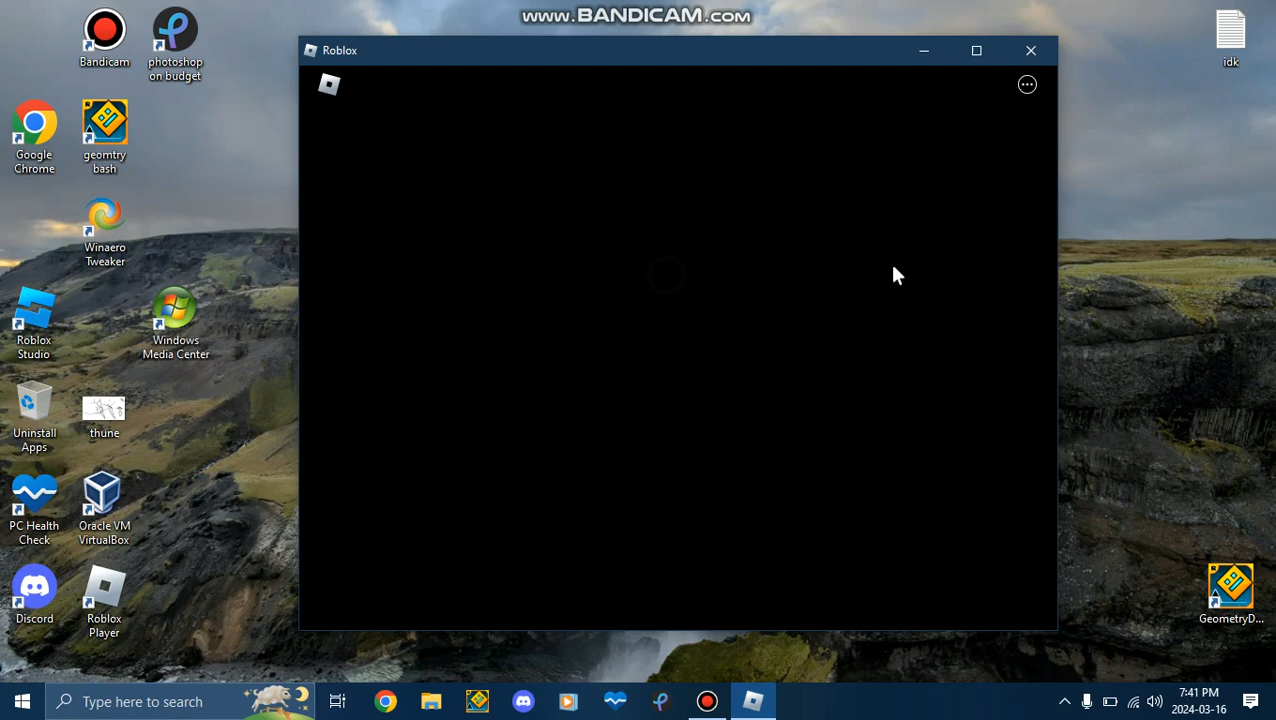 www.BANDICAM.com
Bandicam
photoshop
on budget
idk
Roblox
Google
Chrome
geomtry
bash
Winaero
Tweaker
Roblox
Studio
Windows
Media Center
Uninstall
Apps
thune
PC Health
Check
Oracle VM
VirtualBox
Discord
Roblox
Player
GeometryD...
Type here to search
7:41 PM
2024-03-16